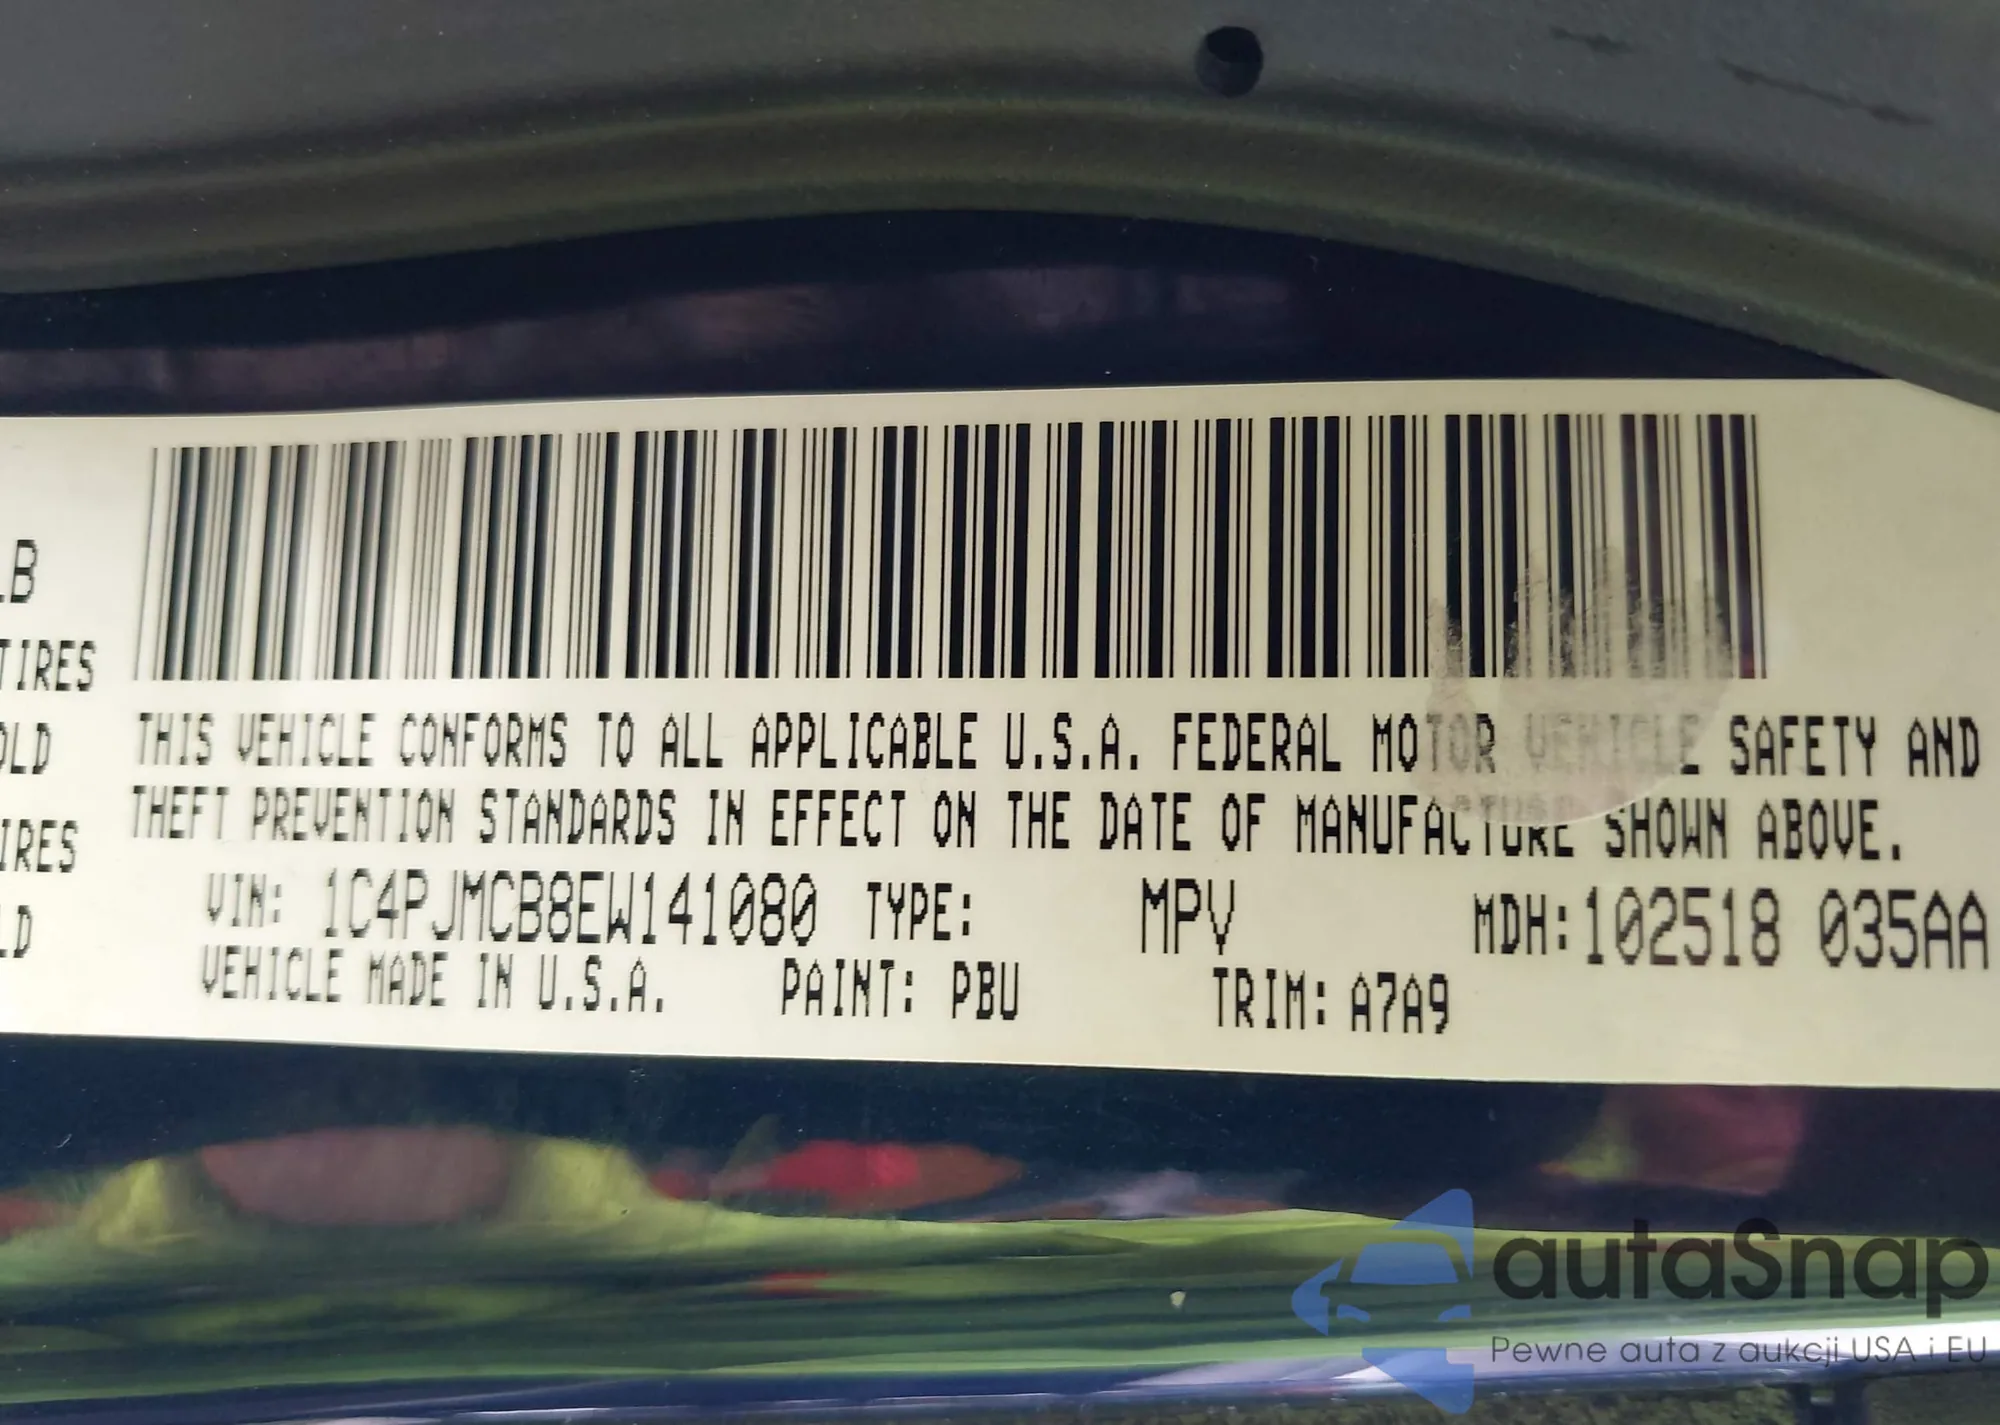 LB
TIRES
OLD
IRES
LD
THIS VEHICLE CONFORMS TO ALL APPLICABLE U.S.A. FEDERAL MOTOR VEHICLE SAFETY AND
THEFT PREVENTION STANDARDS IN EFFECT ON THE DATE OF MANUFACTURE SHOWN ABOVE.
VIN: 1C4PJMCB8EW141080 TYPE: MPV MDH:102518 035AA
VEHICLE MADE IN U.S.A. PAINT: PBU TRIM: A7A9
autaSnap
Pewne auta z aukcji USA i EU